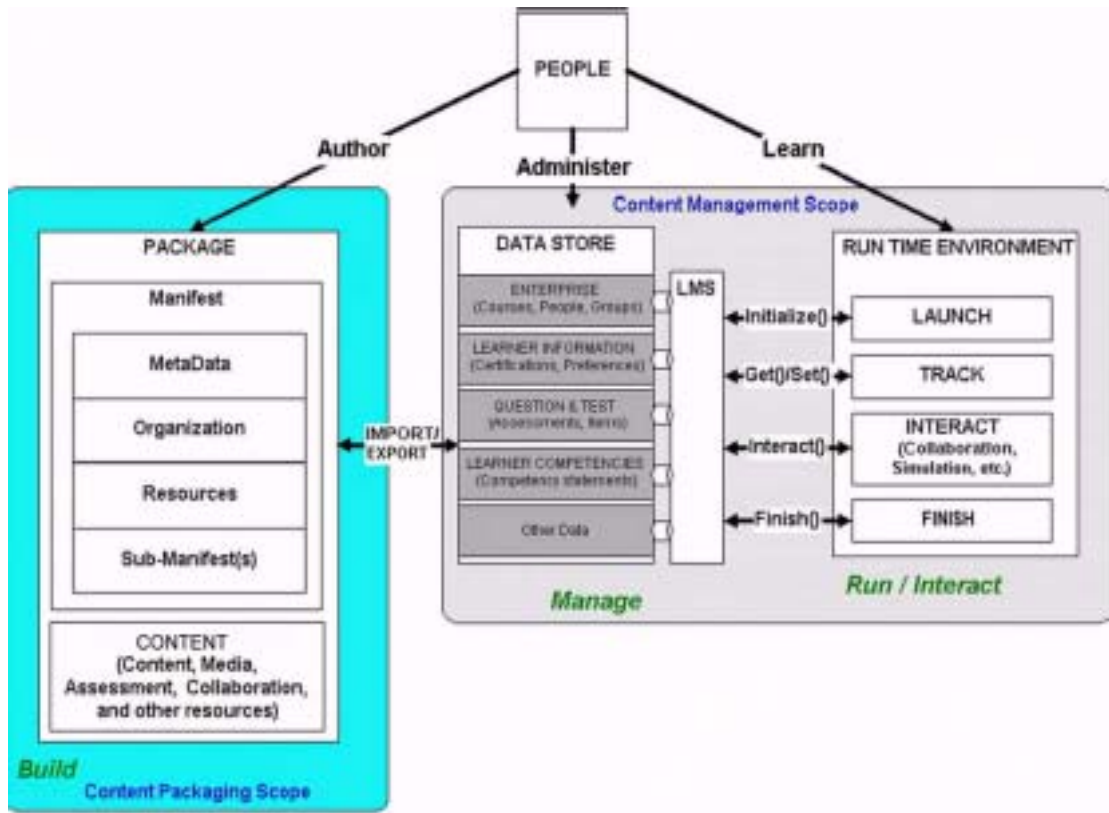 PEOPLE
Author
Administer
Learn
PACKAGE
Manifest
MetaData
Organization
Resources
Sub-Manifest(s)
CONTENT
(Content, Media,
Assessment, Collaboration,
and other resources)
Build
Content Packaging Scope
IMPORT/
EXPORT
Content Management Scope
DATA STORE
ENTERPRISE
(Courses, People, Groups)
LEARNER INFORMATION
(Certifications, Preferences)
QUESTION & TEST
(Assessments, Items)
LEARNER COMPETENCIES
(Competency statements)
Other Data
Manage
LMS
Initialize()
Get()/Set()
Interact()
Finish()
RUN TIME ENVIRONMENT
LAUNCH
TRACK
INTERACT
(Collaboration,
Simulation, etc.)
FINISH
Run / Interact